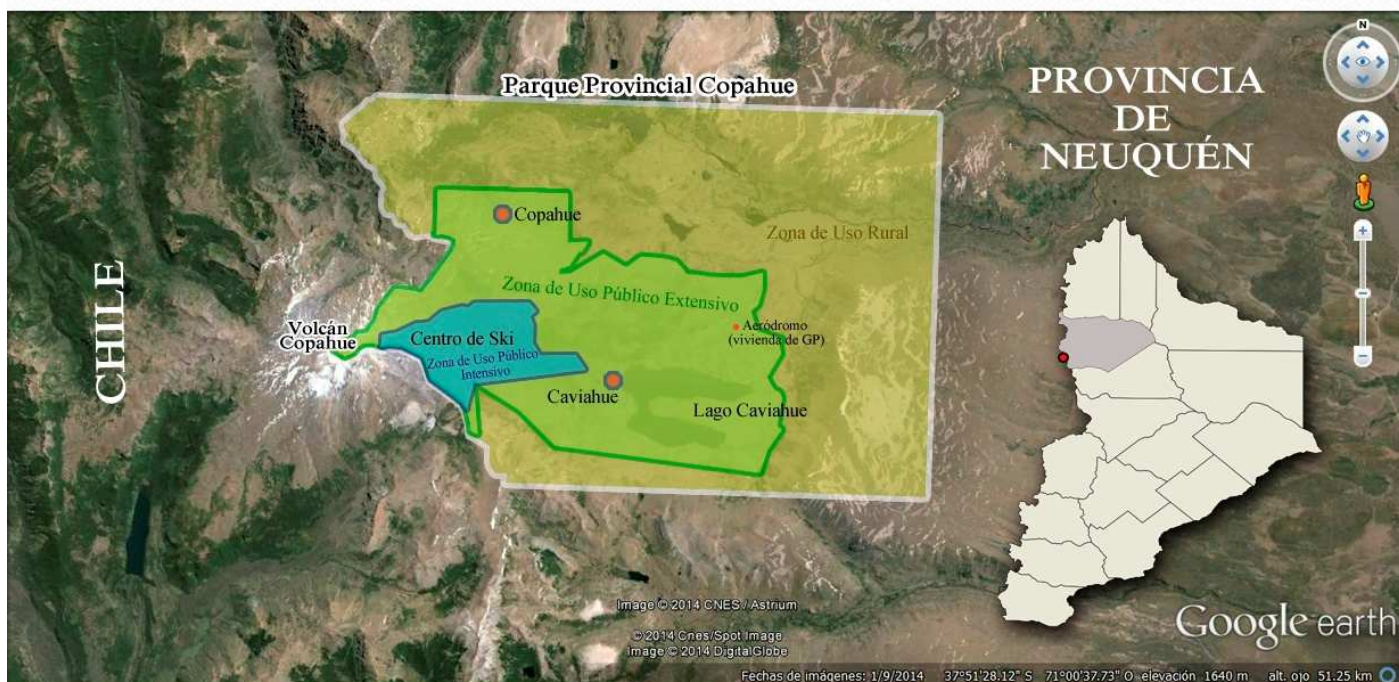 Parque Provincial Copahue
PROVINCIA
DE
NEUQUÉN
N
Copahue
Zona de Uso Rural
Zona de Uso Público Extensivo
CHILE
Volcán
Copahue
Centro de Ski
Zona de Uso Público
Intensivo
Aeródromo
(vivienda de GP)
Caviahue
Lago Caviahue
Image © 2014 CNES / Astrium
© 2014 Cnes/Spot Image
Image © 2014 DigitalGlobe
Google earth
Fechas de imágenes: 1/9/2014 37°51'28.12" S 71°00'37.73" O elevación 1640 m alt. ojo 51.25 km